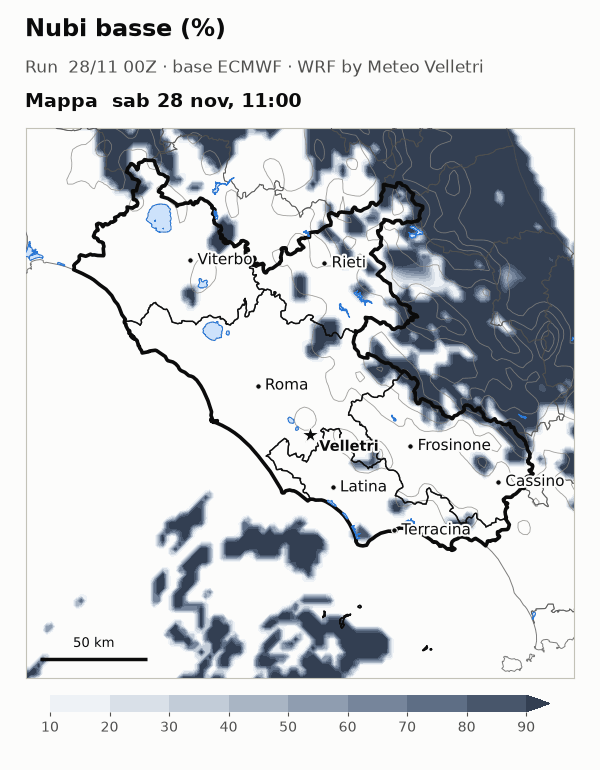 Nubi basse (%)
Run  28/11 00Z · base ECMWF · WRF by Meteo Velletri
Mappa  sab 28 nov, 11:00
Viterbo
Rieti
Roma
Velletri
Frosinone
Cassino
Latina
Terracina
50 km
10 20 30 40 50 60 70 80 90